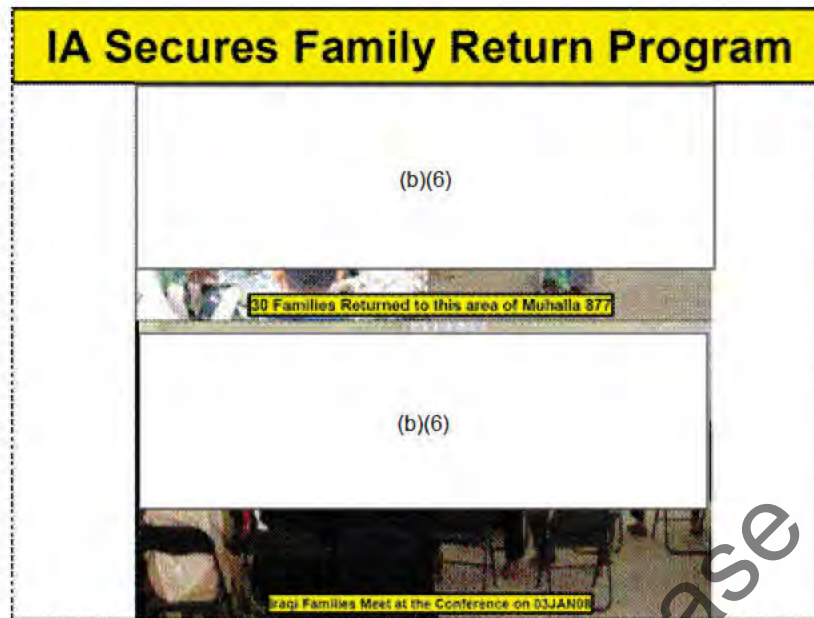 IA Secures Family Return Program
(b)(6)
30 Families Returned to this area of Muhalla 877
(b)(6)
Iraqi Families Meet at the Conference on 03JAN08
ase